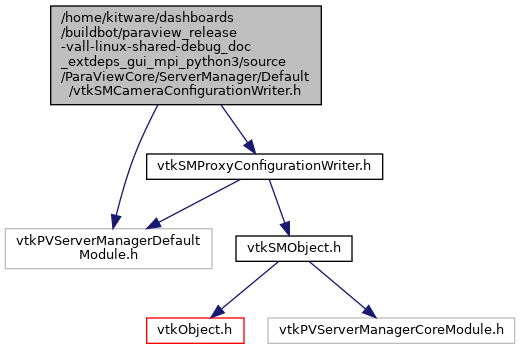 /home/kitware/dashboards
/buildbot/paraview_release
-vall-linux-shared-debug_doc
_extdeps_gui_mpi_python3/source
/ParaViewCore/ServerManager/Default
/vtkSMCameraConfigurationWriter.h
vtkSMProxyConfigurationWriter.h
vtkPVServerManagerDefault
Module.h
vtkSMObject.h
vtkObject.h
vtkPVServerManagerCoreModule.h